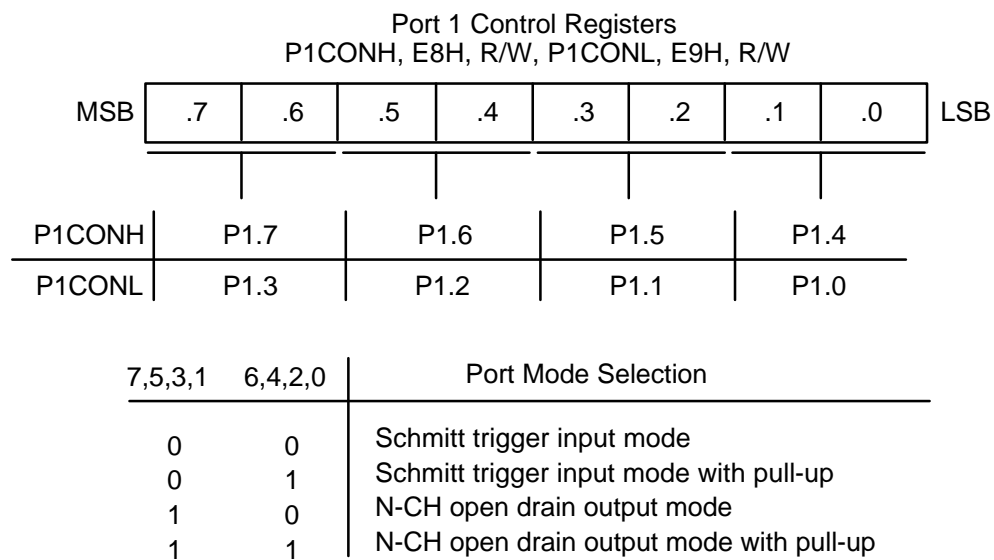 Port 1 Control Registers
P1CONH, E8H, R/W, P1CONL, E9H, R/W
MSB .7 .6 .5 .4 .3 .2 .1 .0 LSB
P1CONH P1.7 P1.6 P1.5 P1.4
P1CONL P1.3 P1.2 P1.1 P1.0
7,5,3,1 6,4,2,0 Port Mode Selection
0 0 Schmitt trigger input mode
0 1 Schmitt trigger input mode with pull-up
1 0 N-CH open drain output mode
1 1 N-CH open drain output mode with pull-up